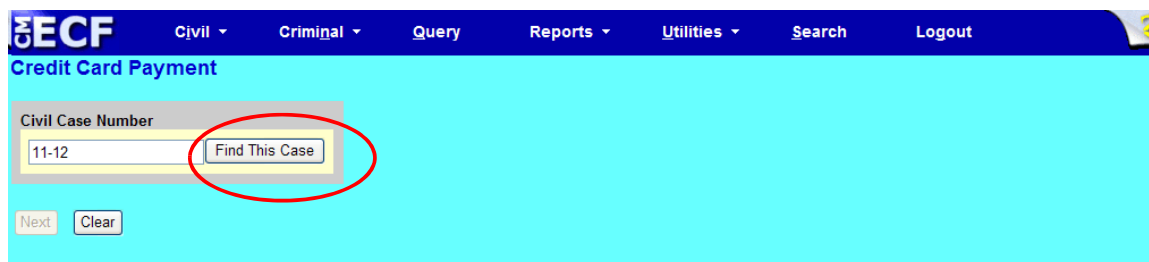 CM ECF Civil Criminal Query Reports Utilities Search Logout
Credit Card Payment
Civil Case Number
11-12 Find This Case
Next Clear